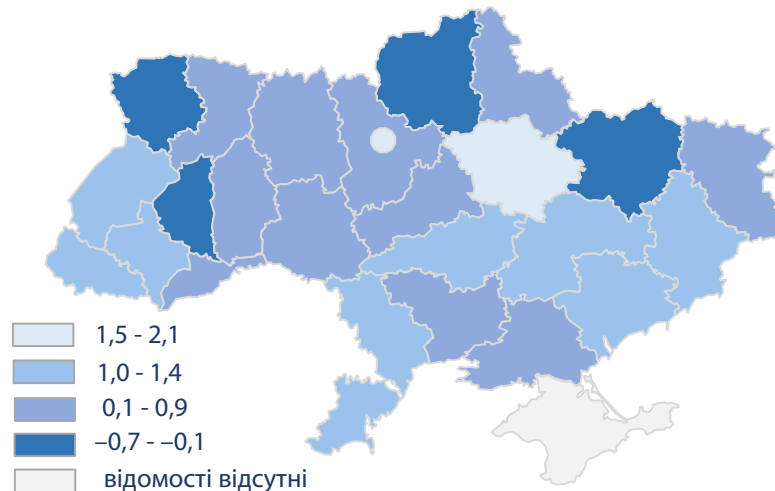 1,5 - 2,1
1,0 - 1,4
0,1 - 0,9
–0,7 - –0,1
відомості відсутні